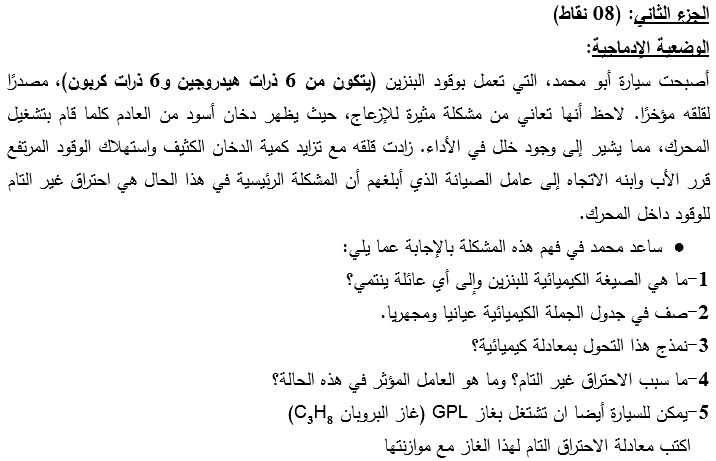 الجزء الثاني: (08 نقاط)
الوضعية الإدماجية:
أصبحت سيارة أبو محمد، التي تعمل بوقود البنزين (يتكون من 6 ذرات هيدروجين و6 ذرات كربون)، مصدرًا
لقلقه مؤخرًا. لاحظ أنها تعاني من مشكلة مثيرة للإزعاج، حيث يظهر دخان أسود من العادم كلما قام بتشغيل
المحرك، مما يشير إلى وجود خلل في الأداء. زادت قلقه مع تزايد كمية الدخان الكثيف واستهلاك الوقود المرتفع
قرر الأب وابنه الاتجاه إلى عامل الصيانة الذي أبلغهم أن المشكلة الرئيسية في هذا الحال هي احتراق غير التام
للوقود داخل المحرك.
• ساعد محمد في فهم هذه المشكلة بالإجابة عما يلي:
1-ما هي الصيغة الكيميائية للبنزين وإلى أي عائلة ينتمي؟
2-صف في جدول الجملة الكيميائية عيانيا ومجهريا.
3-نمذج هذا التحول بمعادلة كيميائية؟
4-ما سبب الاحتراق غير التام؟ وما هو العامل المؤثر في هذه الحالة؟
5-يمكن للسيارة أيضا ان تشتغل بغاز GPL (غاز البروبان C₃H₈)
اكتب معادلة الاحتراق التام لهذا الغاز مع موازنتها